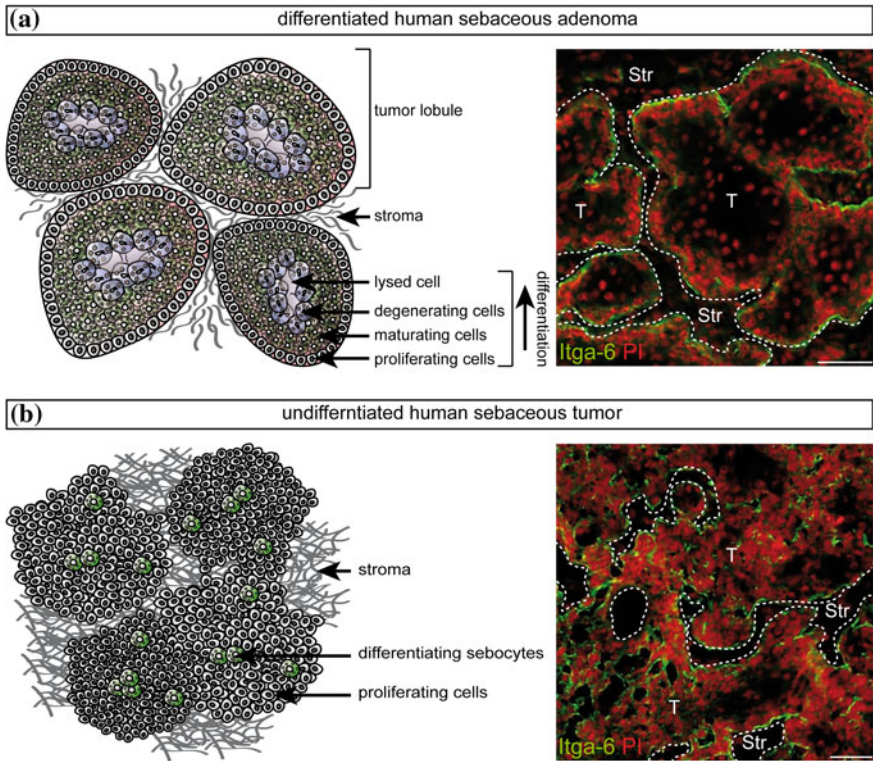 (a) differentiated human sebaceous adenoma
tumor lobule
stroma
lysed cell
degenerating cells
maturating cells
proliferating cells
differentiation
Str
T
T
Str
Itga-6 PI
(b) undifferntiated human sebaceous tumor
stroma
differentiating sebocytes
proliferating cells
T
Str
T
Str
Itga-6 PI